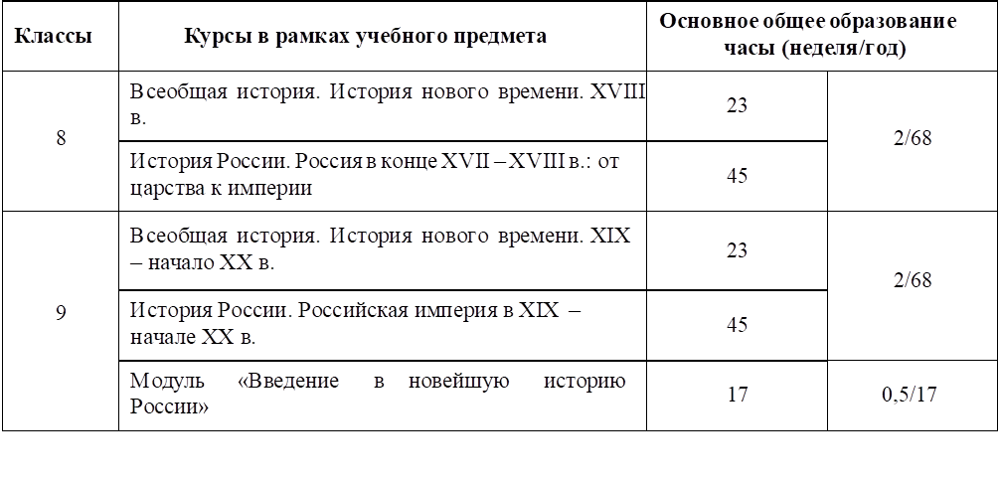 Классы
Курсы в рамках учебного предмета
Основное общее образование
часы (неделя/год)
8
Всеобщая история. История нового времени. XVIII
в.
23
2/68
История России. Россия в конце XVII – XVIII в.: от
царства к империи
45
9
Всеобщая история. История нового времени. XIX
– начало XX в.
23
2/68
История России. Российская империя в XIX –
начале XX в.
45
Модуль «Введение в новейшую историю
России»
17
0,5/17